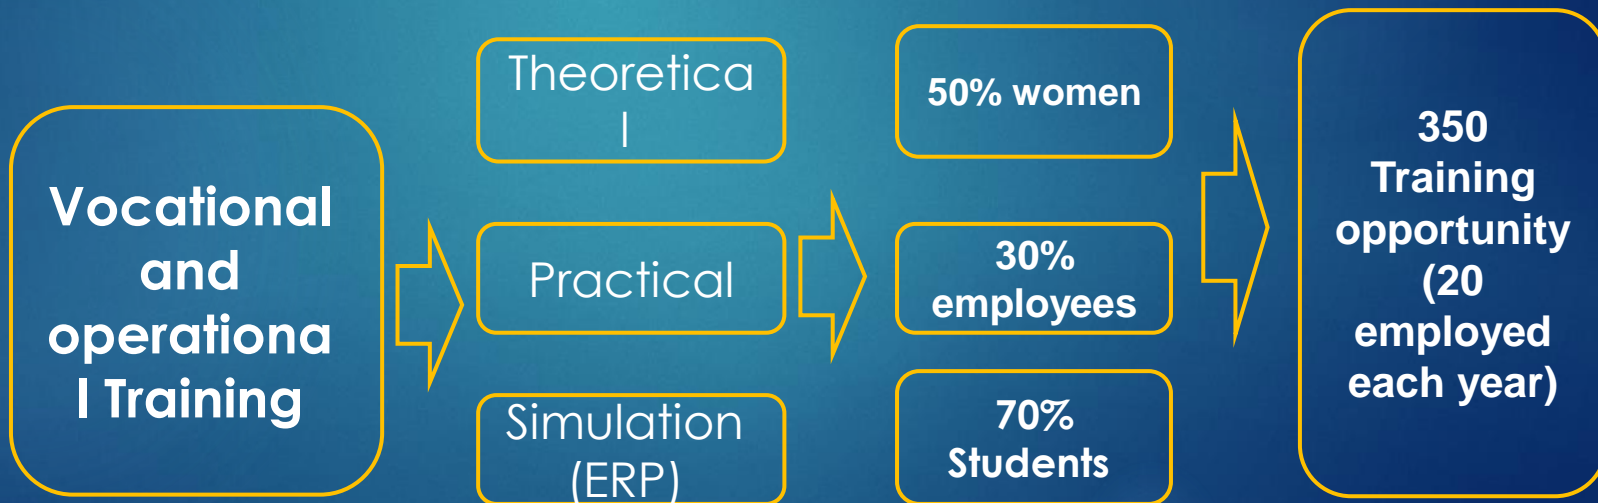 Vocational
and
operationa
l Training
Theoretica
l
Practical
Simulation
(ERP)
50% women
30%
employees
70%
Students
350
Training
opportunity
(20
employed
each year)